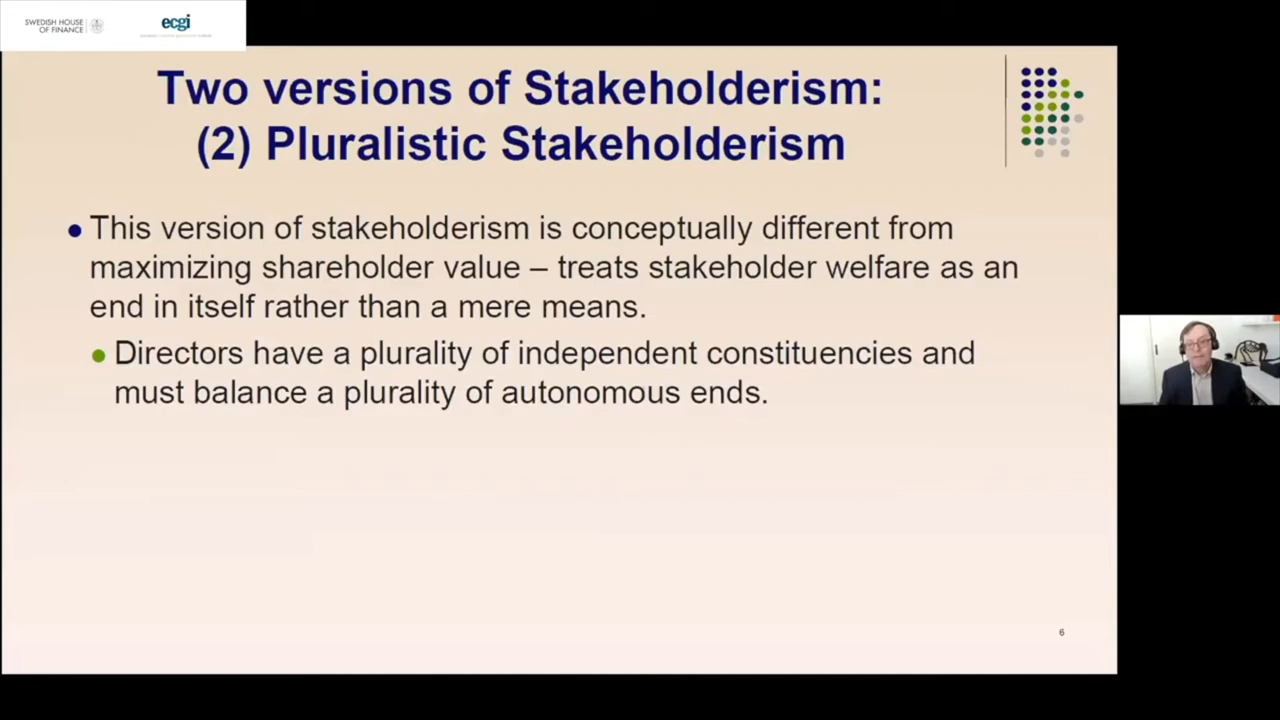 SWEDISH HOUSE
OF FINANCE
ecgi
Two versions of Stakeholderism:
(2) Pluralistic Stakeholderism
This version of stakeholderism is conceptually different from
maximizing shareholder value – treats stakeholder welfare as an
end in itself rather than a mere means.
Directors have a plurality of independent constituencies and
must balance a plurality of autonomous ends.
6